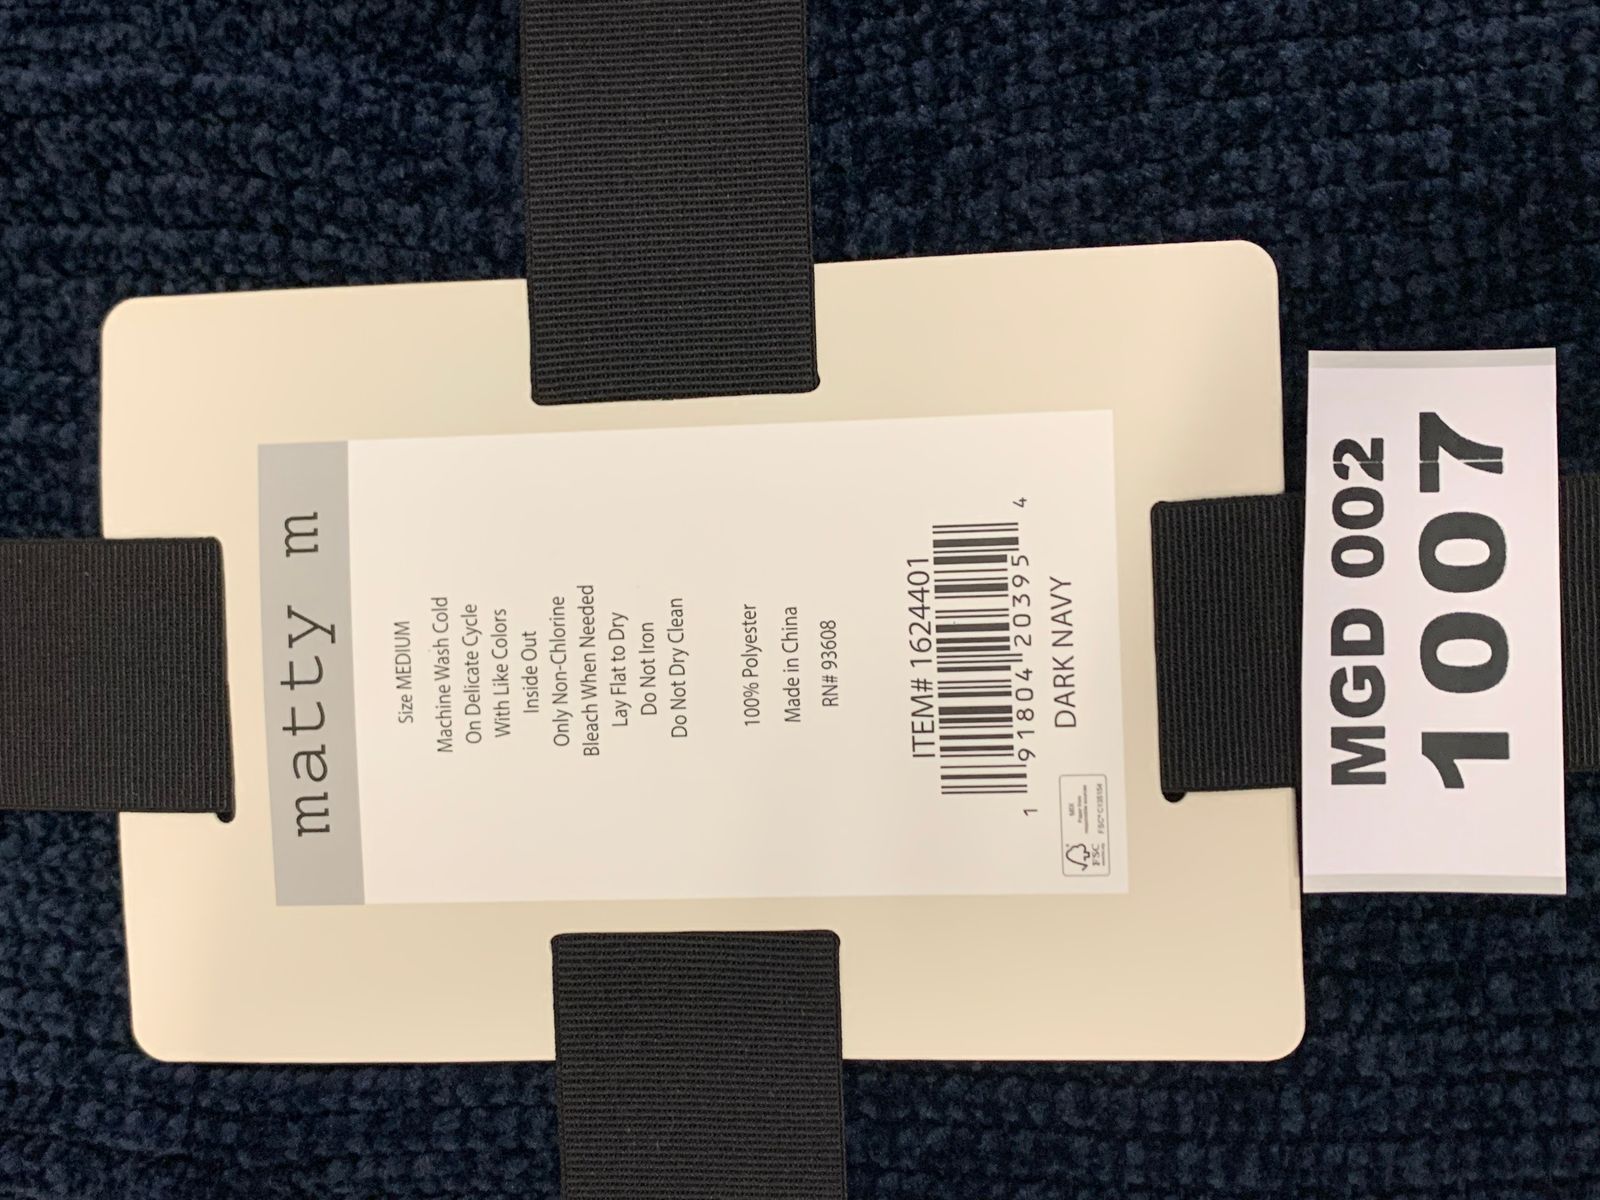 matty m
Size MEDIUM
Machine Wash Cold
On Delicate Cycle
With Like Colors
Inside Out
Only Non-Chlorine
Bleach When Needed
Lay Flat to Dry
Do Not Iron
Do Not Dry Clean
100% Polyester
Made in China
RN# 93608
ITEM# 1624401
1 91804 20395 4
DARK NAVY
FSC
MIX
MGD 002
1007